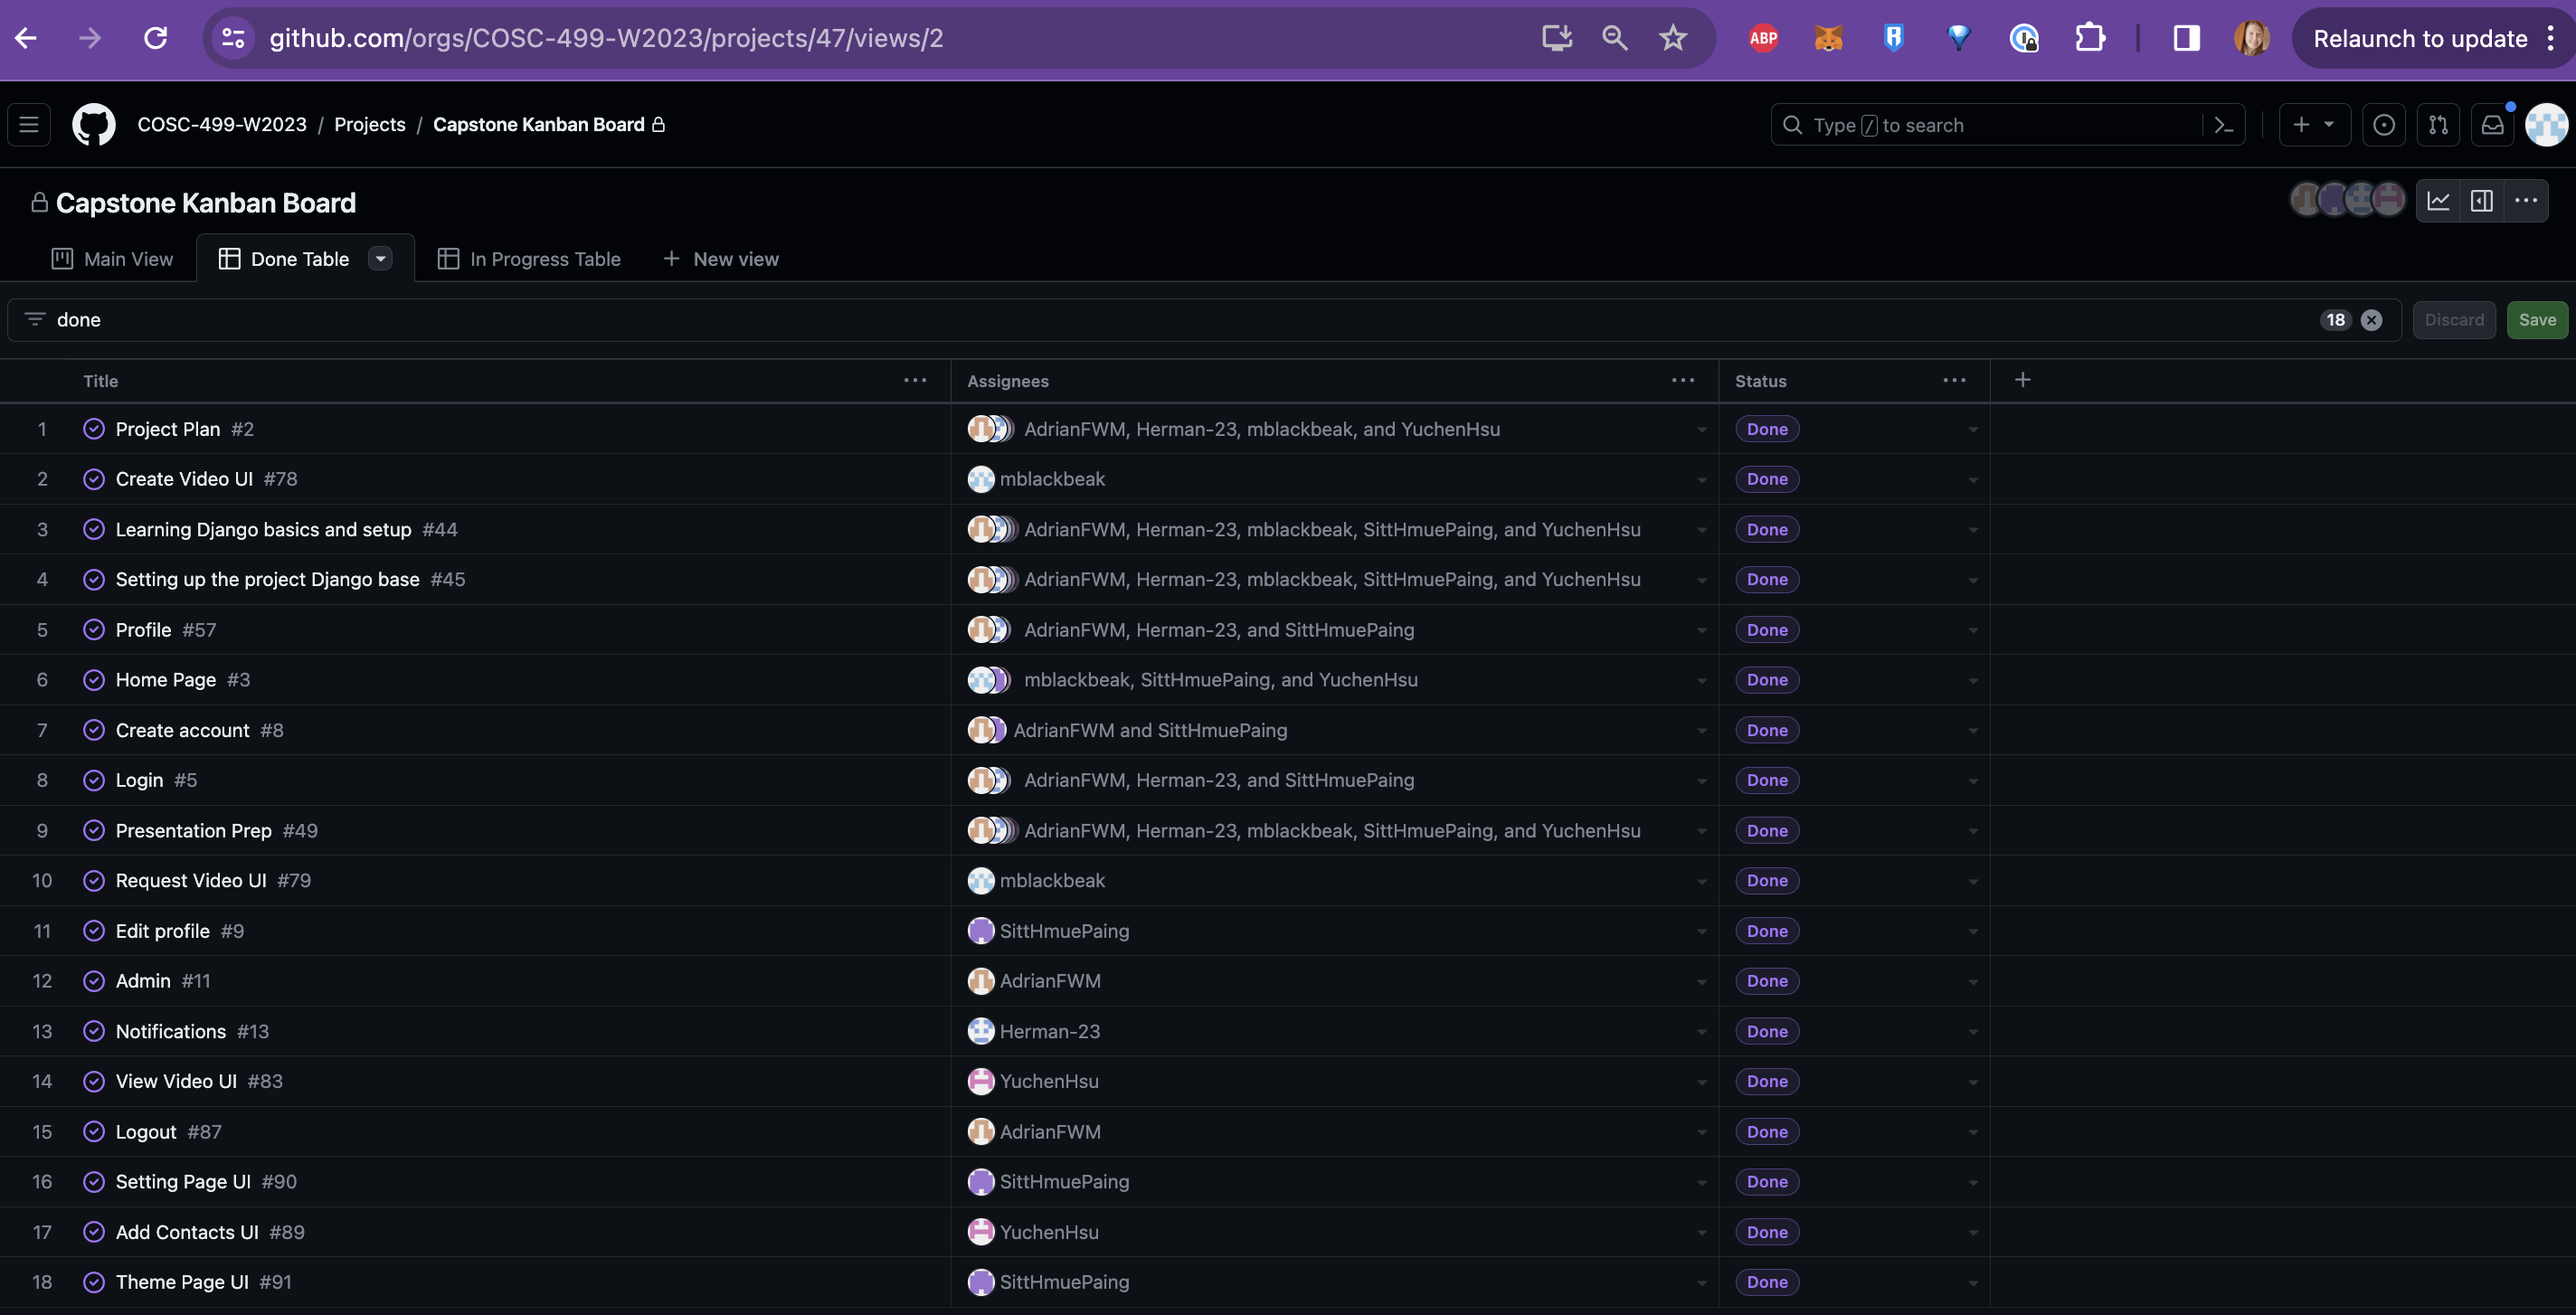 github.com/orgs/COSC-499-W2023/projects/47/views/2
ABP
Relaunch to update
COSC-499-W2023 / Projects / Capstone Kanban Board
Type / to search
Capstone Kanban Board
Main View
Done Table
In Progress Table
+ New view
done
18
Discard
Save
Title
Assignees
Status
1 Project Plan #2 AdrianFWM, Herman-23, mblackbeak, and YuchenHsu Done
2 Create Video UI #78 mblackbeak Done
3 Learning Django basics and setup #44 AdrianFWM, Herman-23, mblackbeak, SittHmuePaing, and YuchenHsu Done
4 Setting up the project Django base #45 AdrianFWM, Herman-23, mblackbeak, SittHmuePaing, and YuchenHsu Done
5 Profile #57 AdrianFWM, Herman-23, and SittHmuePaing Done
6 Home Page #3 mblackbeak, SittHmuePaing, and YuchenHsu Done
7 Create account #8 AdrianFWM and SittHmuePaing Done
8 Login #5 AdrianFWM, Herman-23, and SittHmuePaing Done
9 Presentation Prep #49 AdrianFWM, Herman-23, mblackbeak, SittHmuePaing, and YuchenHsu Done
10 Request Video UI #79 mblackbeak Done
11 Edit profile #9 SittHmuePaing Done
12 Admin #11 AdrianFWM Done
13 Notifications #13 Herman-23 Done
14 View Video UI #83 YuchenHsu Done
15 Logout #87 AdrianFWM Done
16 Setting Page UI #90 SittHmuePaing Done
17 Add Contacts UI #89 YuchenHsu Done
18 Theme Page UI #91 SittHmuePaing Done